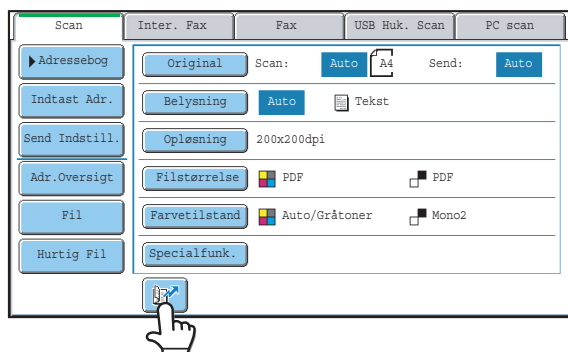 Scan Inter. Fax Fax USB Huk. Scan PC scan
Adressebog Original Scan: Auto A4 Send: Auto
Indtast Adr. Belysning Auto Tekst
Send Indstill. Opløsning 200x200dpi
Adr.Oversigt Filstørrelse PDF PDF
Fil Farvetilstand Auto/Gråtoner Mono2
Hurtig Fil Specialfunk.